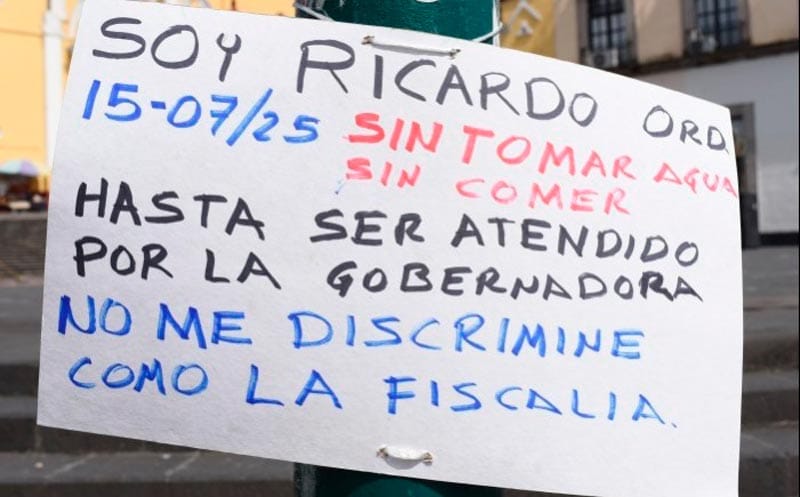 SOY RICARDO ORD.
15-07/25 SIN TOMAR AGUA
SIN COMER
HASTA SER ATENDIDO
POR LA GOBERNADORA
NO ME DISCRIMINE
COMO LA FISCALIA.